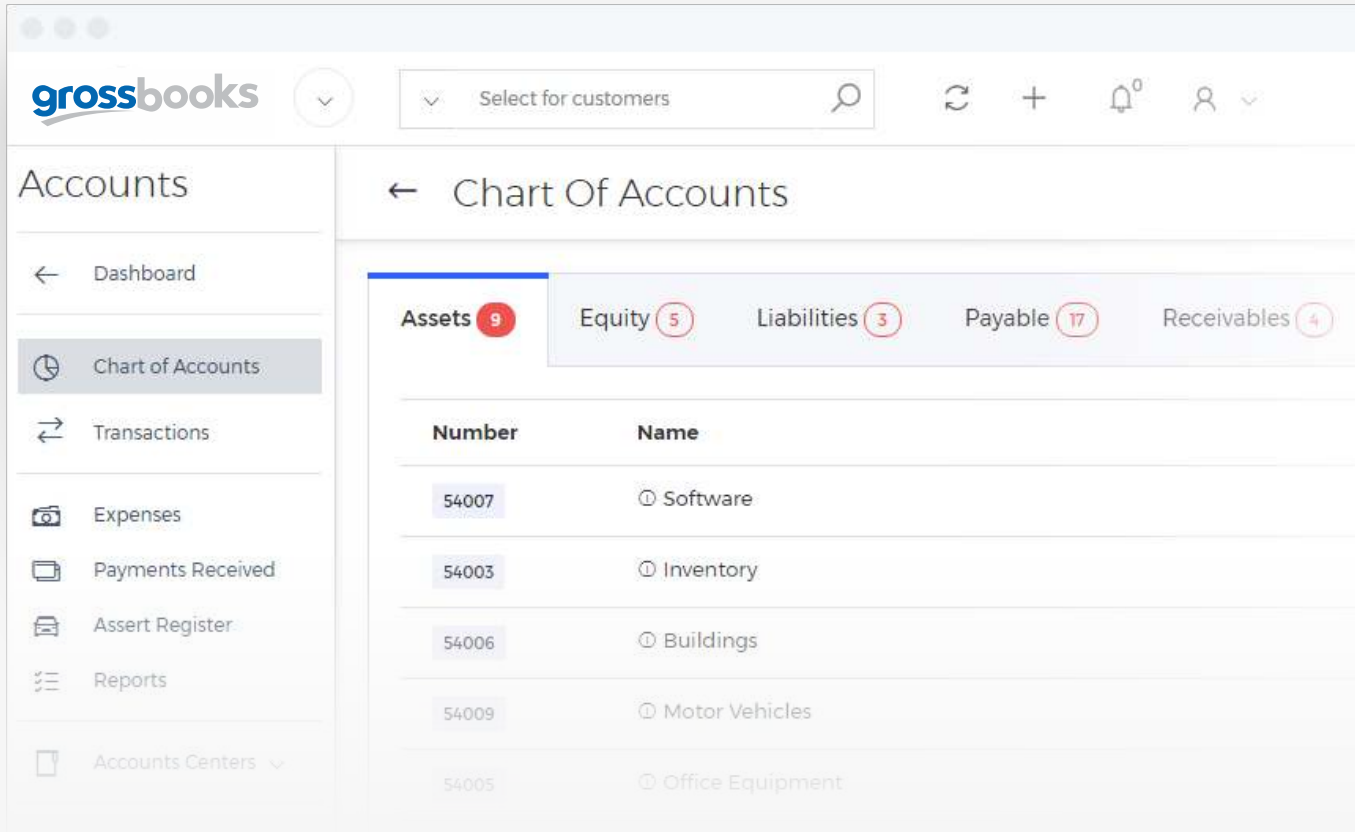 grossbooks
Select for customers
0
Accounts
Chart Of Accounts
Dashboard
Chart of Accounts
Transactions
Expenses
Payments Received
Assert Register
Reports
Accounts Centers
Assets 9 Equity 5 Liabilities 3 Payable 17 Receivables 4
Number Name
54007 Software
54003 Inventory
54006 Buildings
54009 Motor Vehicles
54005 Office Equipment